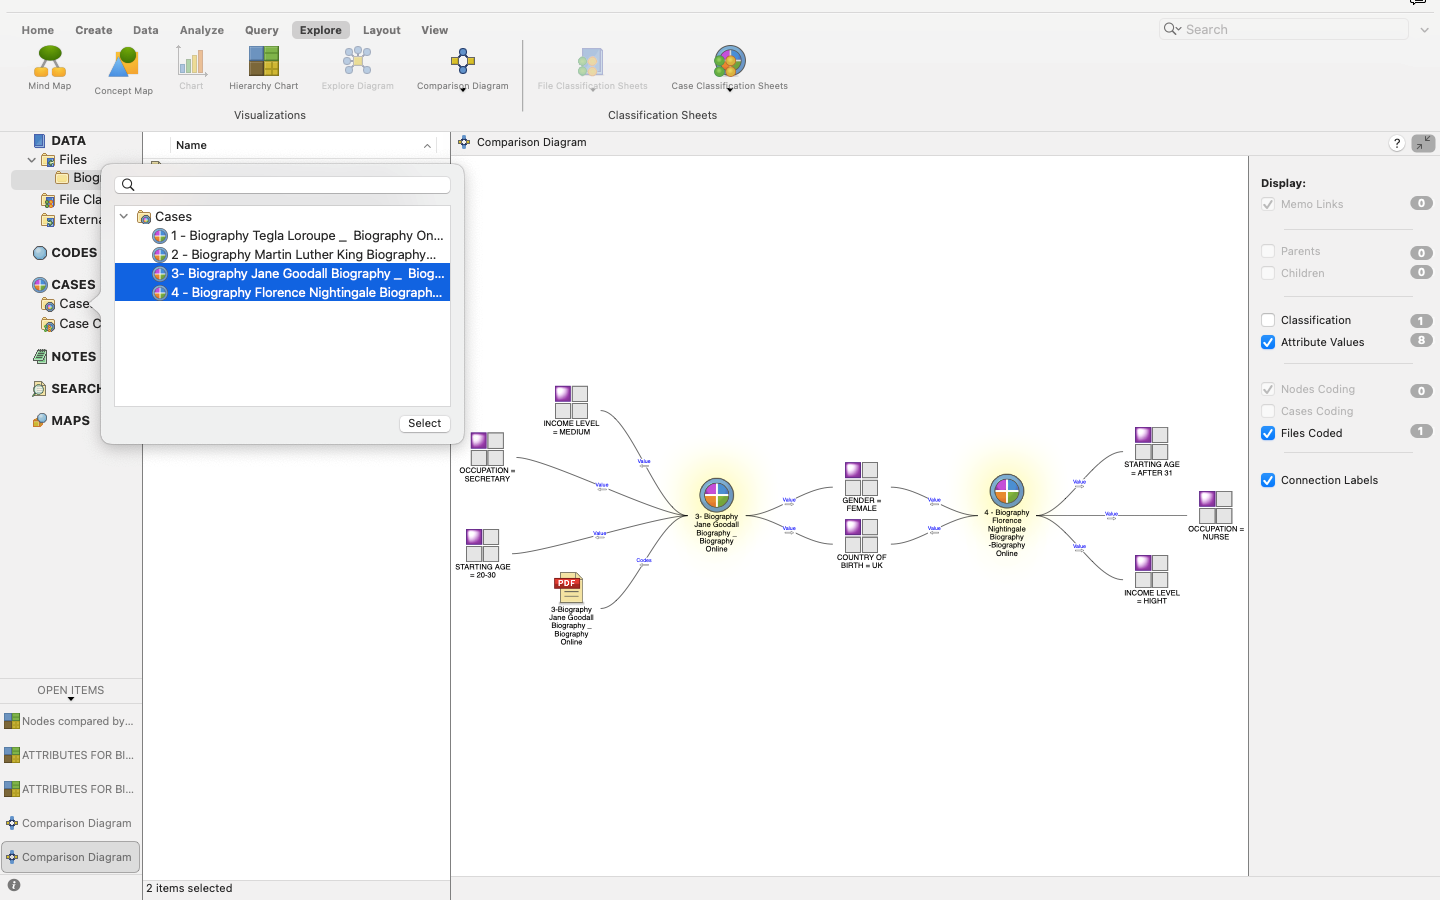 Home Create Data Analyze Query Explore Layout View
Search
Mind Map
Concept Map
Chart
Hierarchy Chart
Explore Diagram
Comparison Diagram
File Classification Sheets
Case Classification Sheets
Visualizations
Classification Sheets
DATA
Files
Biog
File Cla
Externa
CODES
CASES
Case
Case C
NOTES
SEARCH
MAPS
Name
Cases
1 - Biography Tegla Loroupe _ Biography On...
2 - Biography Martin Luther King Biography...
3- Biography Jane Goodall Biography _ Biog...
4 - Biography Florence Nightingale Biograph...
Select
Comparison Diagram
?
INCOME LEVEL
= MEDIUM
OCCUPATION =
SECRETARY
STARTING AGE
= 20-30
PDF
3-Biography
Jane Goodall
Biography _
Biography
Online
Value
Value
Value
Codes
3- Biography
Jane Goodall
Biography _
Biography
Online
Value
Value
GENDER =
FEMALE
COUNTRY OF
BIRTH = UK
Value
Value
4 - Biography
Florence
Nightingale
Biography
-Biography
Online
Value
Value
Value
STARTING AGE
= AFTER 31
OCCUPATION =
NURSE
INCOME LEVEL
= HIGHT
Display:
Memo Links 0
Parents 0
Children 0
Classification 1
Attribute Values 8
Nodes Coding 0
Cases Coding
Files Coded 1
Connection Labels
OPEN ITEMS
Nodes compared by...
ATTRIBUTES FOR BI...
ATTRIBUTES FOR BI...
Comparison Diagram
Comparison Diagram
2 items selected